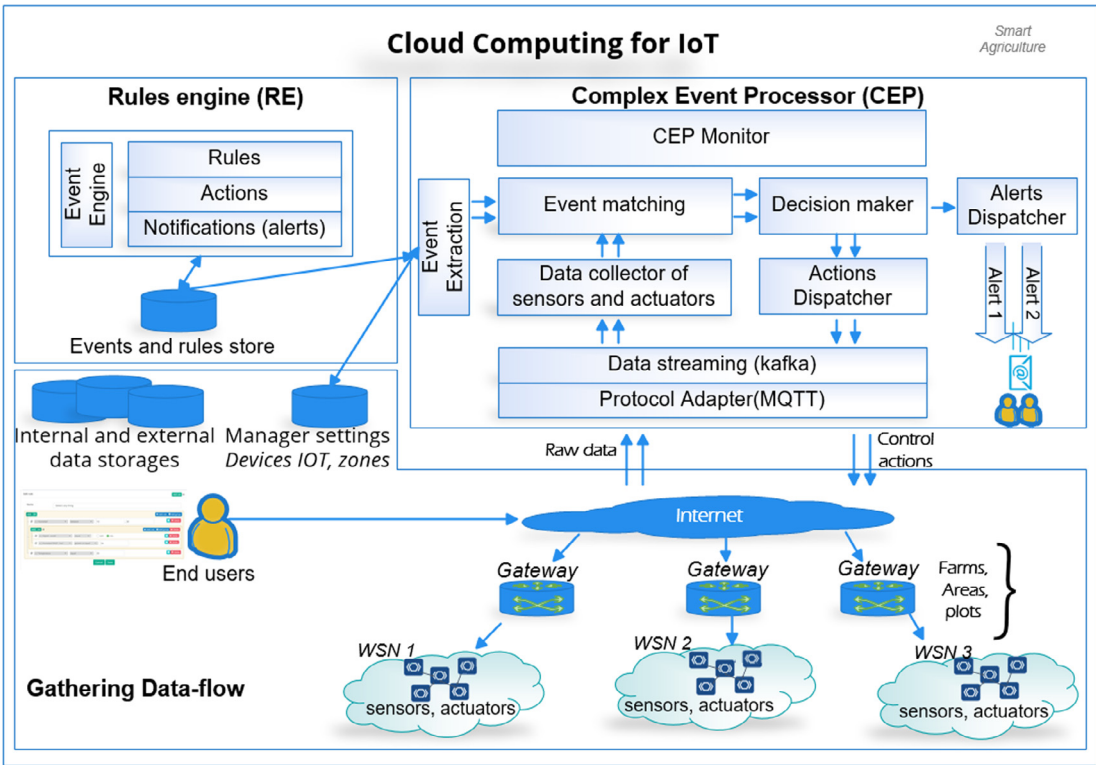 Cloud Computing for IoT
Smart
Agriculture
Rules engine (RE)
Event
Engine
Rules
Actions
Notifications (alerts)
Events and rules store
Complex Event Processor (CEP)
CEP Monitor
Event
Extraction
Event matching
Decision maker
Alerts
Dispatcher
Data collector of
sensors and actuators
Actions
Dispatcher
Alert 1
Alert 2
Data streaming (kafka)
Protocol Adapter(MQTT)
@
Internal and external
data storages
Manager settings
Devices IOT, zones
Raw data
Control
actions
End users
Internet
Gateway
Gateway
Gateway
Farms,
Areas,
plots
WSN 1
sensors, actuators
WSN 2
sensors, actuators
WSN 3
sensors, actuators
Gathering Data-flow